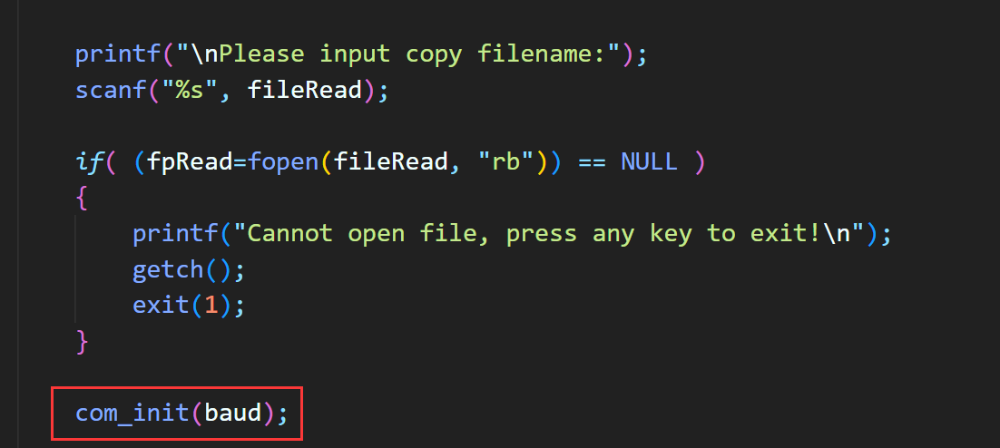 printf("\nPlease input copy filename:");
scanf("%s", fileRead);
if( (fpRead=fopen(fileRead, "rb")) == NULL )
{
printf("Cannot open file, press any key to exit!\n");
getch();
exit(1);
}
com_init(baud);